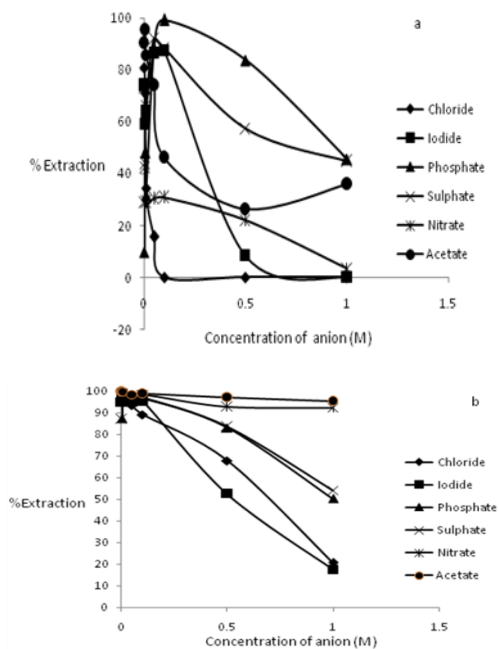 a
100
80
60
40
20
0
-20
% Extraction
0
0.5
1
1.5
Concentration of anion (M)
Chloride
Iodide
Phosphate
Sulphate
Nitrate
Acetate
b
100
90
80
70
60
50
40
30
20
10
0
%Extraction
0
0.5
1
1.5
Concentration of anion (M)
Chloride
Iodide
Phosphate
Sulphate
Nitrate
Acetate